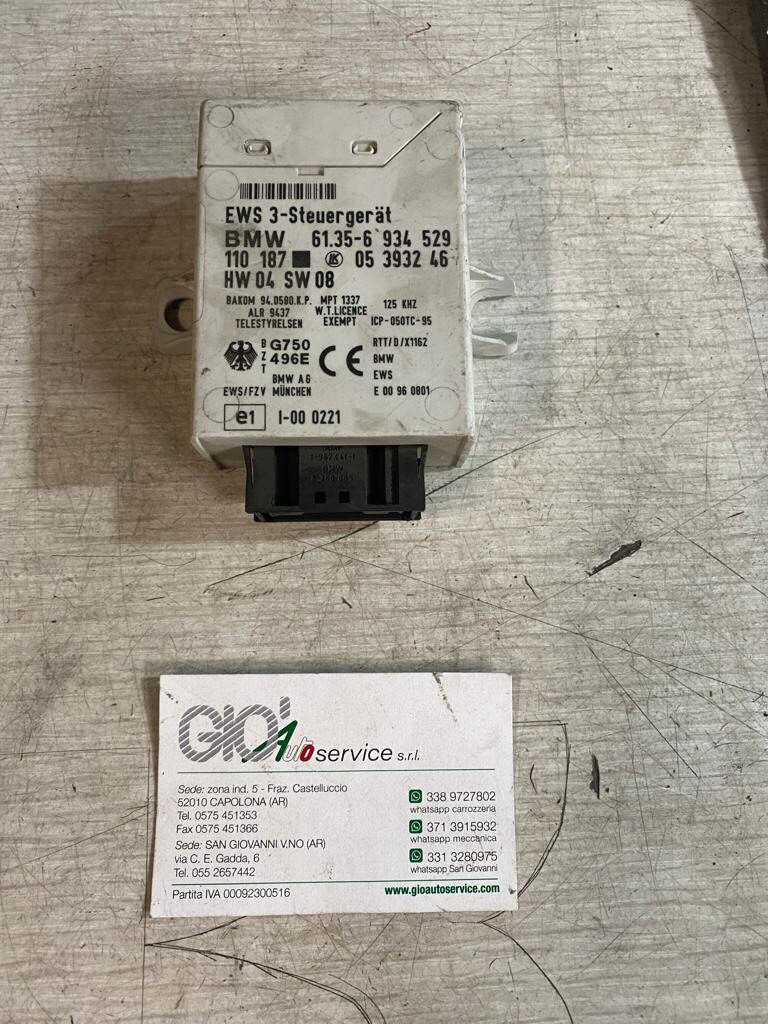 EWS 3-Steuergerät
BMW 61.35-6 934 529
110 187 LK 05 3932 46
HW 04 SW 08
BAKOM 94.0580.K.P. MPT 1337 125 KHZ
ALR 9437 W.T.LICENCE
TELESTYRELSEN EXEMPT ICP-050TC-95
BZT G750 496E CE RTT/D/X1162
BMW
BMW AG EWS
EWS/FZV MÜNCHEN E 00 96 0801
e1 I-00 0221
BMW
GIO' Autoservice s.r.l.
Sede: zona ind. 5 - Fraz. Castelluccio
52010 CAPOLONA (AR)
Tel. 0575 451353
Fax 0575 451366
Sede: SAN GIOVANNI V.NO (AR)
via C. E. Gadda, 6
Tel. 055 2657442
Partita IVA 00092300516
338 9727802
whatsapp carrozzeria
371 3915932
whatsapp meccanica
331 3280975
whatsapp San Giovanni
www.gioautoservice.com